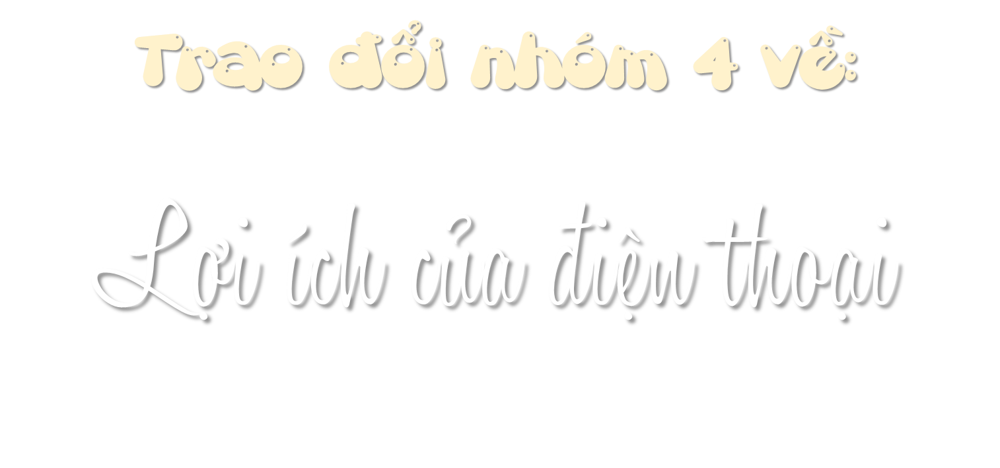 Trao đổi nhóm 4 về:
Lợi ích của điện thoại